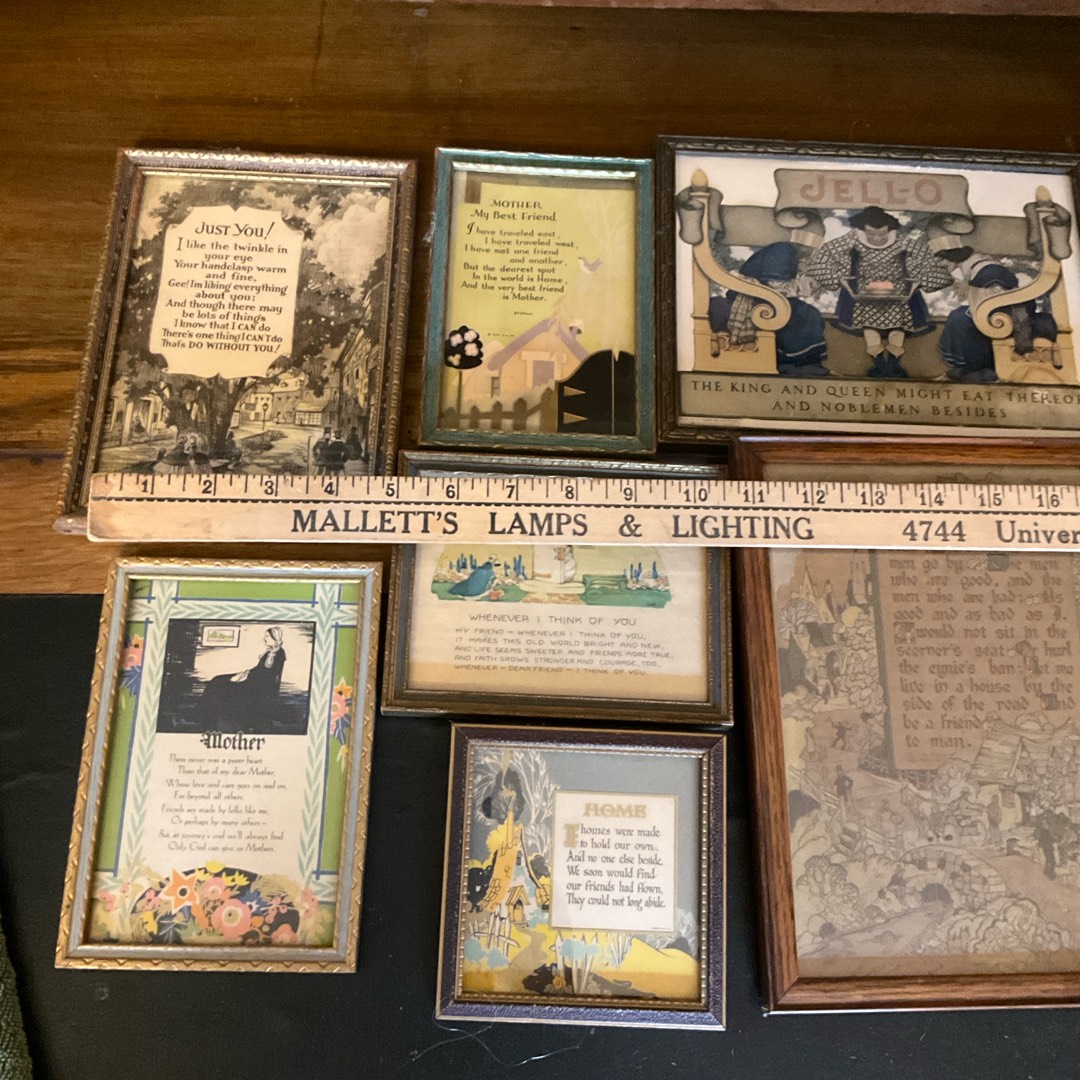 JUST YOU!
I like the twinkle in
your eye
Your handclasp warm
and fine,
Gee! I'm liking everything
about you;
And though there may
be lots of things
I know that I CAN do
There's one thing I CAN'T do
That's DO WITHOUT YOU!
MOTHER
My Best Friend
I have traveled east,
I have traveled west,
I have met one friend
and another,
But the dearest spot
In the world is Home,
And the very best friend
is Mother.
JELL-O
THE KING AND QUEEN MIGHT EAT THEREOF
AND NOBLEMEN BESIDES
1 2 3 4 5 6 7 8 9 10 11 12 13 14 15 16
MALLETT'S LAMPS & LIGHTING 4744 Univer
WHENEVER I THINK OF YOU
MY FRIEND ~ WHENEVER I THINK OF YOU,
IT MAKES THIS OLD WORLD BRIGHT AND NEW,
AND LIFE SEEMS SWEETER AND FRIENDS MORE TRUE,
AND FAITH GROWS STRONGER AND COURAGE, TOO,
WHENEVER ~ DEAR FRIEND ~ I THINK OF YOU.
men go by The men
who are good and the
men who are bad; As
good and as bad as I.
I would not sit in the
scorner's seat, Or hurl
the cynic's ban; Let me
live in a house by the
side of the road And
be a friend
to man.
Mother
There never was a purer heart
Than that of my dear Mother,
Whose love and care goes on and on,
Far beyond all others.
Friends are made by folks like me,
Or perhaps by many others ~
But at journey's end we'll always find
Only God can give us Mothers.
HOME
If homes were made
to hold our own,
And no one else beside,
We soon would find
our friends had flown,
They could not long abide.